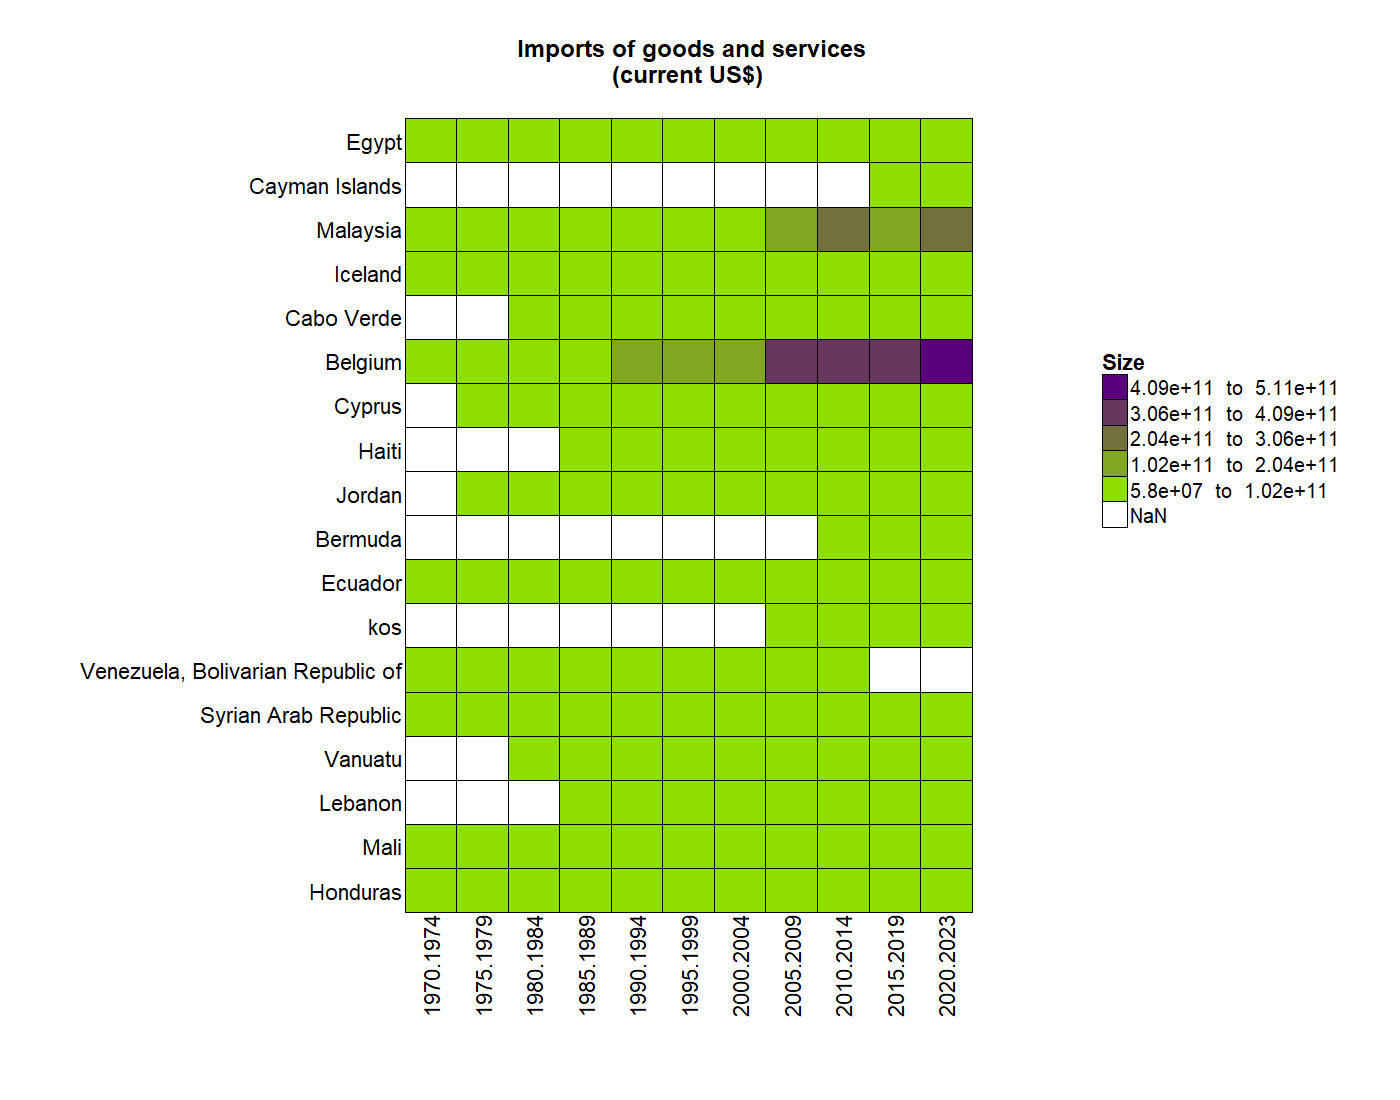 Imports of goods and services
(current US$)
Egypt
Cayman Islands
Malaysia
Iceland
Cabo Verde
Belgium
Cyprus
Haiti
Jordan
Bermuda
Ecuador
kos
Venezuela, Bolivarian Republic of
Syrian Arab Republic
Vanuatu
Lebanon
Mali
Honduras
1970.1974
1975.1979
1980.1984
1985.1989
1990.1994
1995.1999
2000.2004
2005.2009
2010.2014
2015.2019
2020.2023
Size
4.09e+11 to 5.11e+11
3.06e+11 to 4.09e+11
2.04e+11 to 3.06e+11
1.02e+11 to 2.04e+11
5.8e+07 to 1.02e+11
NaN